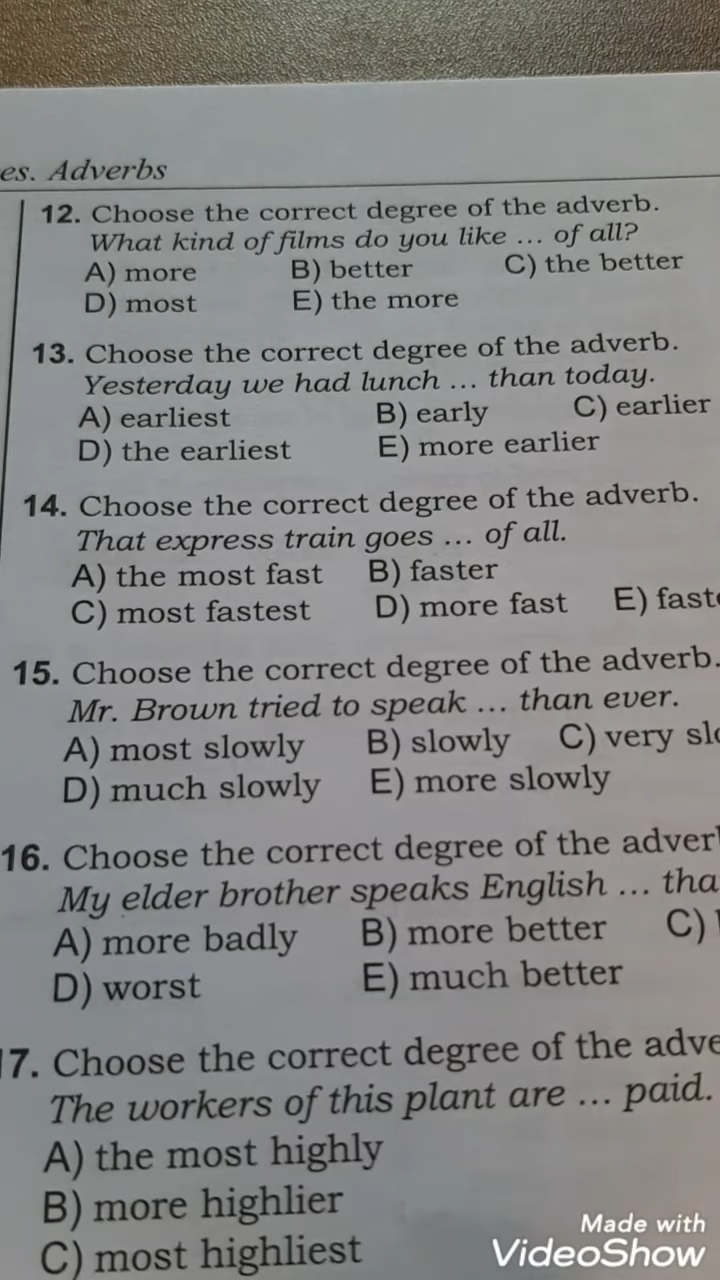 es. Adverbs
12. Choose the correct degree of the adverb.
What kind of films do you like ... of all?
A) more B) better C) the better
D) most E) the more
13. Choose the correct degree of the adverb.
Yesterday we had lunch ... than today.
A) earliest B) early C) earlier
D) the earliest E) more earlier
14. Choose the correct degree of the adverb.
That express train goes ... of all.
A) the most fast B) faster
C) most fastest D) more fast E) faste
15. Choose the correct degree of the adverb.
Mr. Brown tried to speak ... than ever.
A) most slowly B) slowly C) very slo
D) much slowly E) more slowly
16. Choose the correct degree of the adver
My elder brother speaks English ... tha
A) more badly B) more better C)
D) worst E) much better
17. Choose the correct degree of the adve
The workers of this plant are ... paid.
A) the most highly
B) more highlier
C) most highliest
Made with
VideoShow